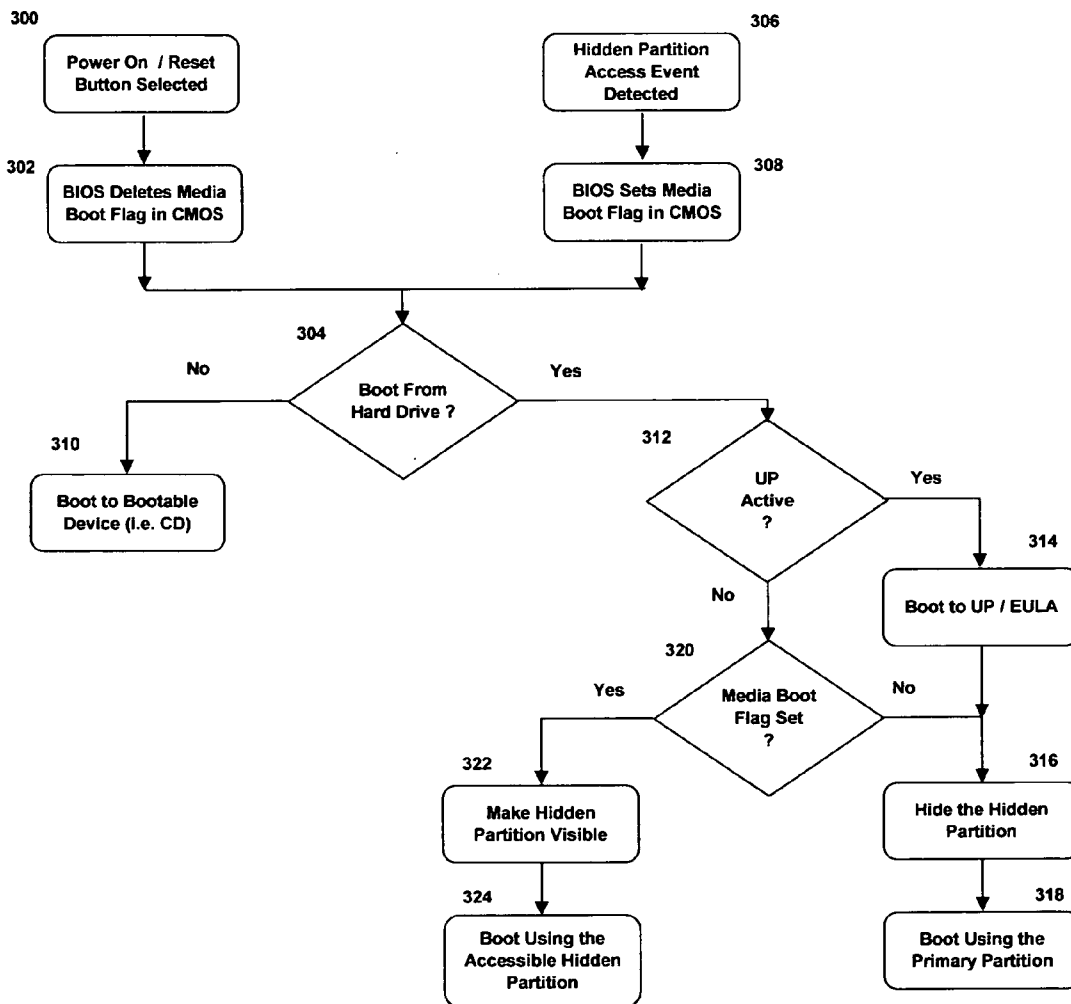 300
Power On / Reset
Button Selected
306
Hidden Partition
Access Event
Detected
302
BIOS Deletes Media
Boot Flag in CMOS
308
BIOS Sets Media
Boot Flag in CMOS
304
No
Boot From
Hard Drive ?
Yes
310
Boot to Bootable
Device (i.e. CD)
312
UP
Active
?
Yes
314
Boot to UP / EULA
No
320
Yes
Media Boot
Flag Set
?
No
322
Make Hidden
Partition Visible
316
Hide the Hidden
Partition
324
Boot Using the
Accessible Hidden
Partition
318
Boot Using the
Primary Partition